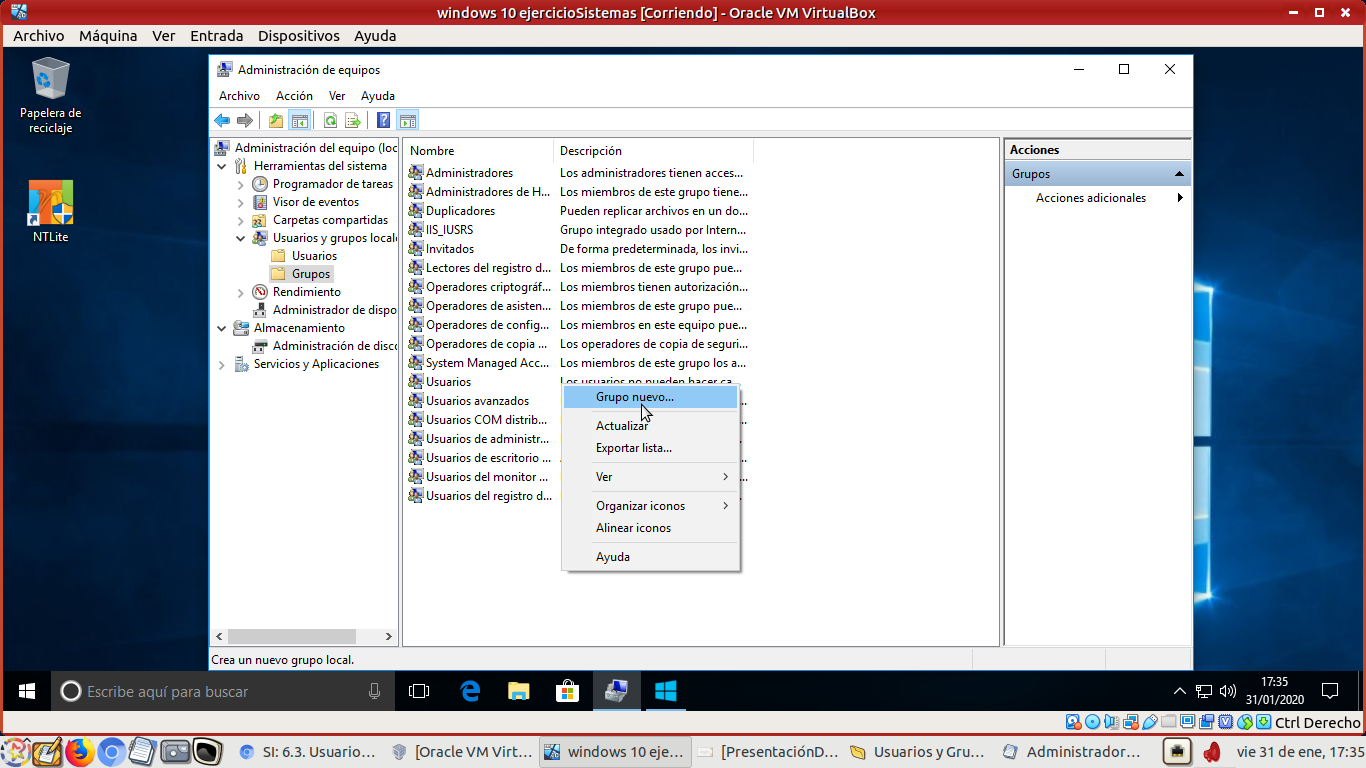 windows 10 ejercicioSistemas [Corriendo] - Oracle VM VirtualBox
Archivo Máquina Ver Entrada Dispositivos Ayuda
Papelera de
reciclaje
NTLite
Administración de equipos
Archivo Acción Ver Ayuda
Administración del equipo (loc
Herramientas del sistema
Programador de tareas
Visor de eventos
Carpetas compartidas
Usuarios y grupos locale
Usuarios
Grupos
Rendimiento
Administrador de dispo
Almacenamiento
Administración de disco
Servicios y Aplicaciones
Nombre Descripción
Administradores Los administradores tienen acces...
Administradores de H... Los miembros de este grupo tiene...
Duplicadores Pueden replicar archivos en un do...
IIS_IUSRS Grupo integrado usado por Intern...
Invitados De forma predeterminada, los invi...
Lectores del registro d... Los miembros de este grupo pue...
Operadores criptográf... Los miembros tienen autorización...
Operadores de asisten... Los miembros de este grupo pue...
Operadores de config... Los miembros en este equipo pue...
Operadores de copia ... Los operadores de copia de seguri...
System Managed Acc... Los miembros de este grupo los a...
Usuarios Los usuarios no pueden hacer ca...
Usuarios avanzados
Usuarios COM distrib...
Usuarios de administr...
Usuarios de escritorio ...
Usuarios del monitor ...
Usuarios del registro d...
Grupo nuevo...
Actualizar
Exportar lista...
Ver
Organizar iconos
Alinear iconos
Ayuda
Acciones
Grupos
Acciones adicionales
Crea un nuevo grupo local.
Escribe aquí para buscar
17:35
31/01/2020
Ctrl Derecho
SI: 6.3. Usuario... [Oracle VM Virt... windows 10 eje... [PresentaciónD... Usuarios y Gru... Administrador... vie 31 de ene, 17:35